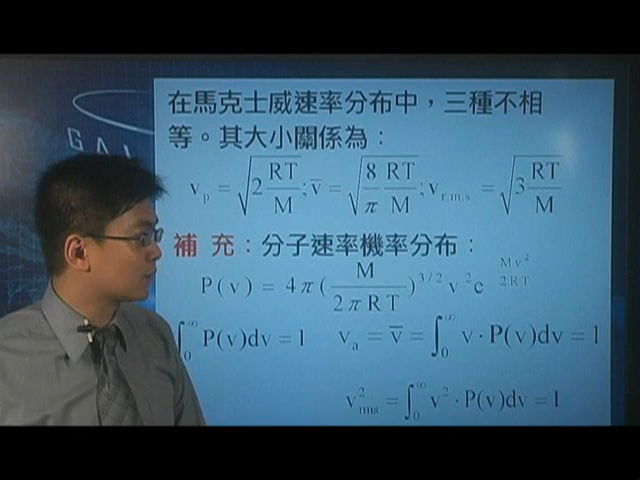 GAL
在馬克士威速率分布中，三種不相
等。其大小關係為：
v_p = √(2 RT/M) ; v̅ = √(8/π RT/M) ; v_r.m.s. = √(3 RT/M)
補 充：分子速率機率分布：
P(v) = 4π(M/2πRT)^3/2 v^2 e^ Mv²/2RT
∫_0^∞ P(v)dv = 1 v_a = v̅ = ∫_0^∞ v·P(v)dv = 1
v²_rms = ∫_0^∞ v²·P(v)dv = 1